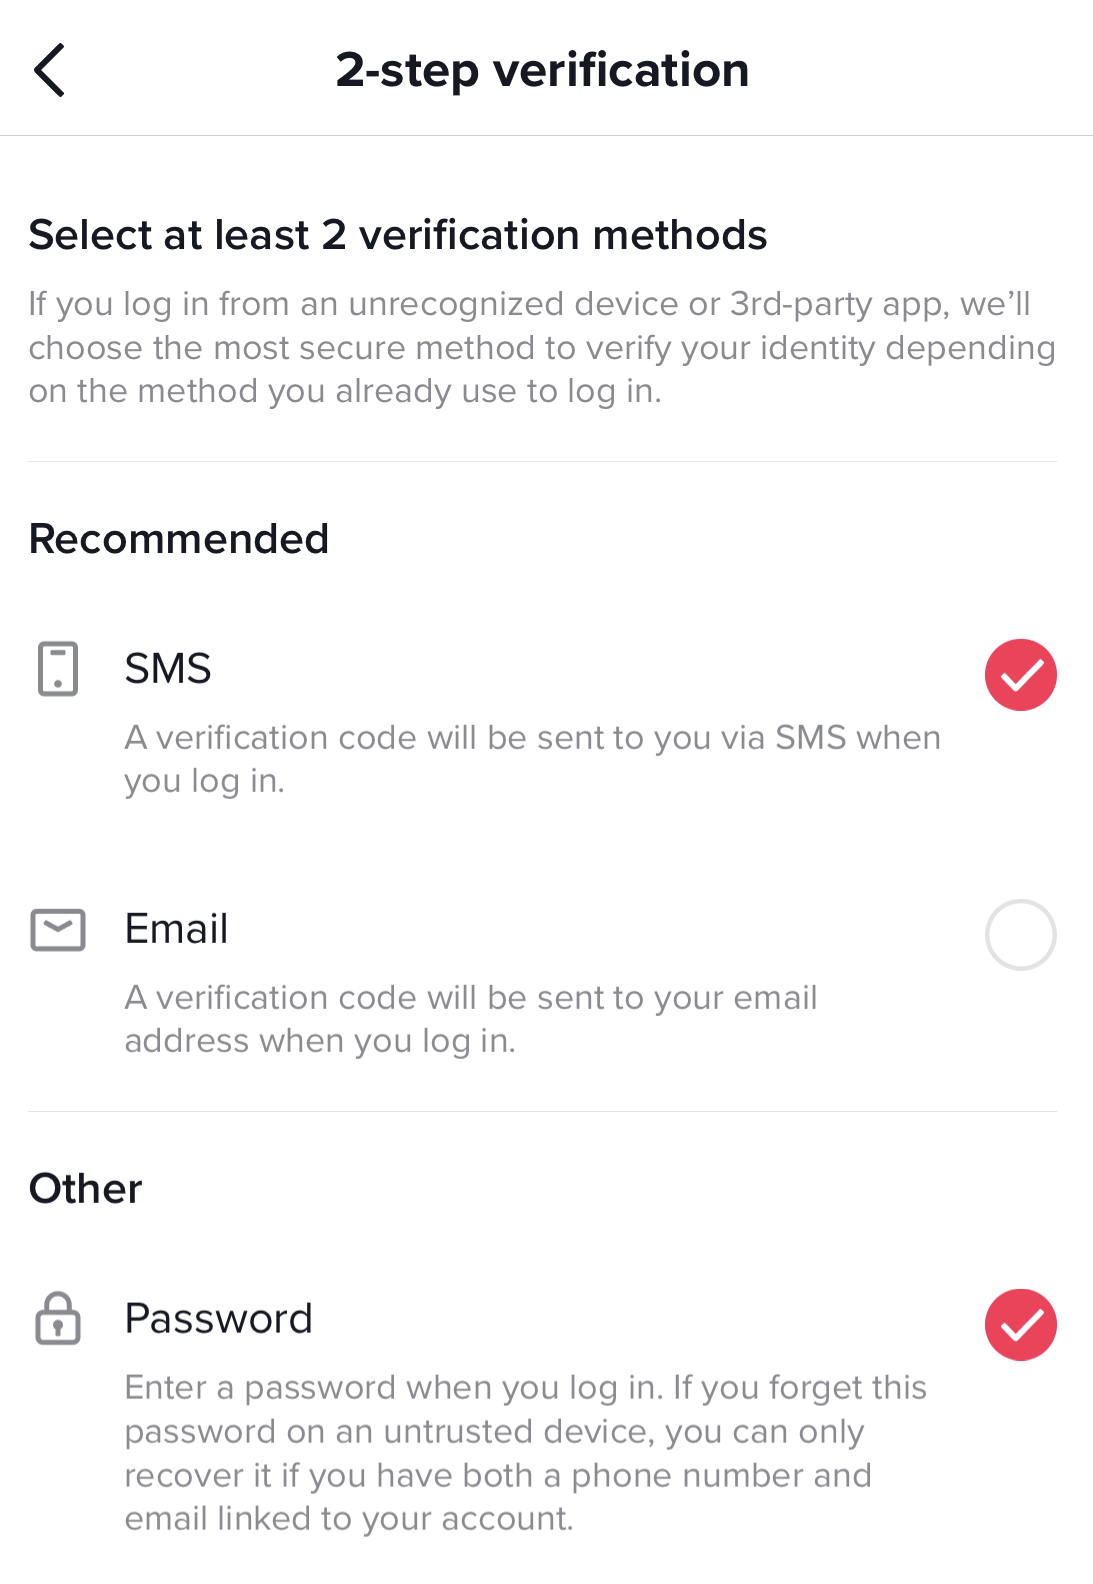 2-step verification
Select at least 2 verification methods
If you log in from an unrecognized device or 3rd-party app, we’ll
choose the most secure method to verify your identity depending
on the method you already use to log in.
Recommended
SMS
A verification code will be sent to you via SMS when
you log in.
Email
A verification code will be sent to your email
address when you log in.
Other
Password
Enter a password when you log in. If you forget this
password on an untrusted device, you can only
recover it if you have both a phone number and
email linked to your account.